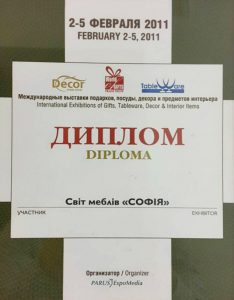 2-5 ФЕВРАЛЯ 2011
FEBRUARY 2-5, 2011
Decor
TableWare
Международные выставки подарков, посуды, декора и предметов интерьера
International Exhibitions of Gifts, Tableware, Decor & Interior Items
ДИПЛОМ
DIPLOMA
Світ меблів «СОФІЯ»
УЧАСТНИК
EXHIBITOR
Организатор / Organizer
PARUS ExpoMedia